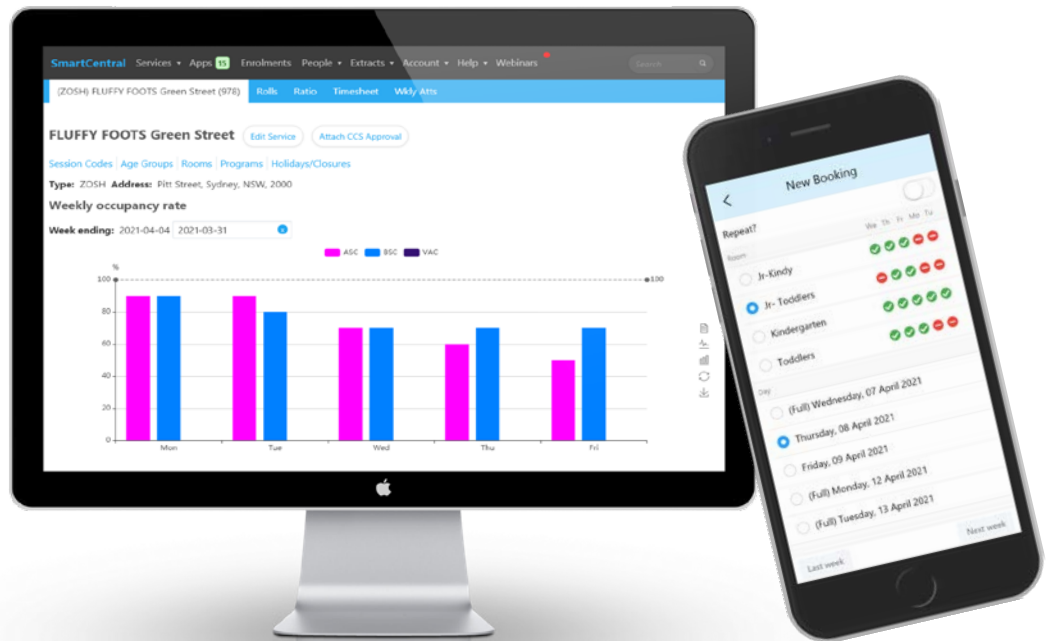 SmartCentral Services Apps 15 Enrolments People Extracts Account Help Webinars Search
(ZOSH) FLUFFY FOOTS Green Street (978) Rolls Ratio Timesheet Wkly Atts
FLUFFY FOOTS Green Street Edit Service Attach CCS Approval
Session Codes Age Groups Rooms Programs Holidays/Closures
Type: ZOSH Address: Pitt Street, Sydney, NSW, 2000
Weekly occupancy rate
Week ending: 2021-04-04 2021-03-31
ASC BSC VAC
%
100 100
80
60
40
20
0
Mon Tue Wed Thu Fri
New Booking
Repeat?
Room We Th Fr Mo Tu
Jr-Kindy
Jr- Toddlers
Kindergarten
Toddlers
Day
(Full) Wednesday, 07 April 2021
Thursday, 08 April 2021
Friday, 09 April 2021
(Full) Monday, 12 April 2021
(Full) Tuesday, 13 April 2021
Last week Next week